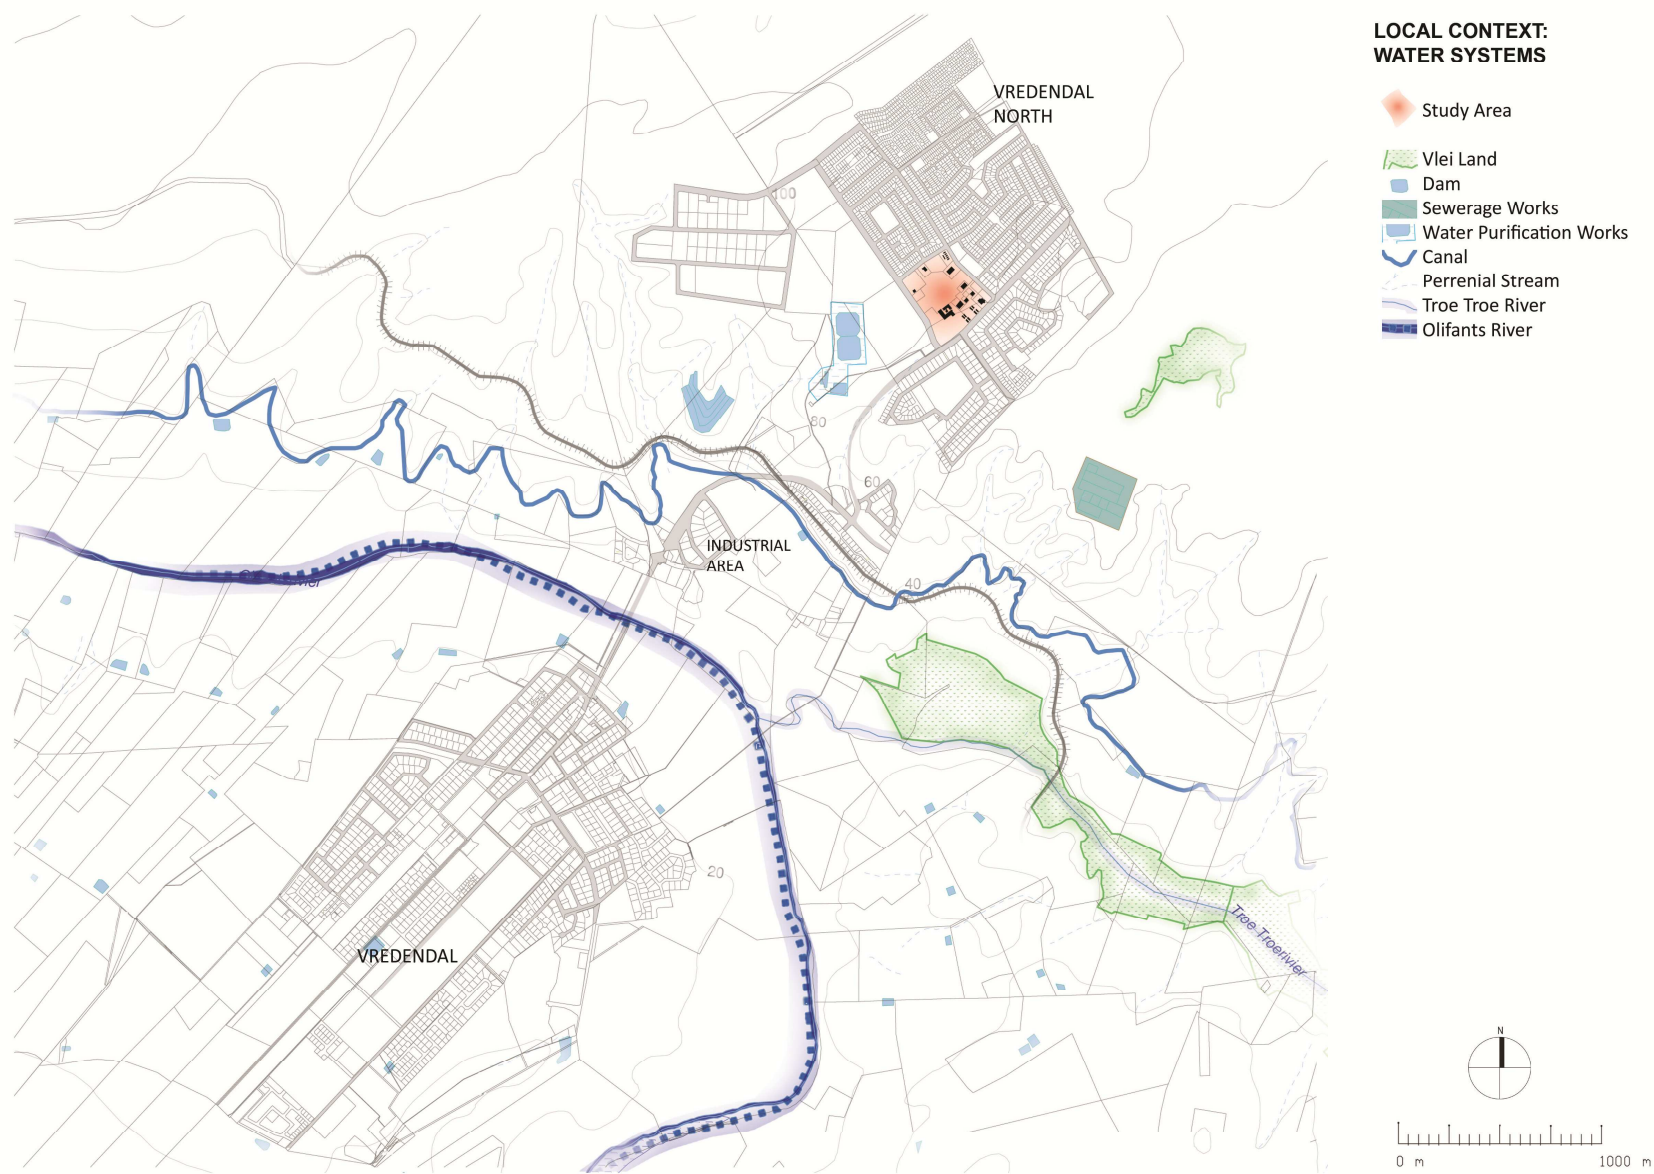 LOCAL CONTEXT:
WATER SYSTEMS
Study Area
Vlei Land
Dam
Sewerage Works
Water Purification Works
Canal
Perrenial Stream
Troe Troe River
Olifants River
VREDENDAL
NORTH
100
80
60
INDUSTRIAL
AREA
40
20
VREDENDAL
Troe Troerivier
N
0 m
1000 m